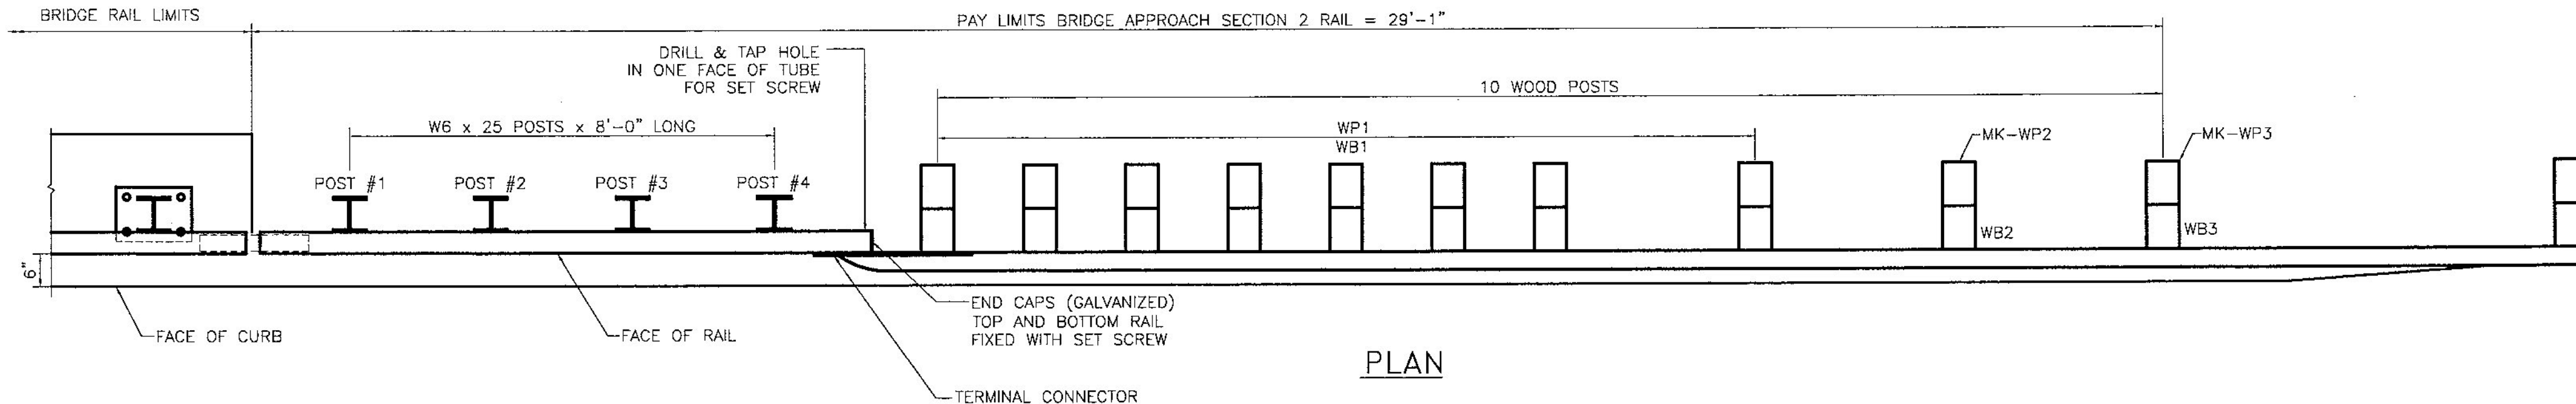 BRIDGE RAIL LIMITS
PAY LIMITS BRIDGE APPROACH SECTION 2 RAIL = 29'-1"
DRILL & TAP HOLE
IN ONE FACE OF TUBE
FOR SET SCREW
10 WOOD POSTS
W6 x 25 POSTS x 8'-0" LONG
WP1
WB1
MK-WP2
MK-WP3
POST #1
POST #2
POST #3
POST #4
WB2
WB3
6"
END CAPS (GALVANIZED)
TOP AND BOTTOM RAIL
FIXED WITH SET SCREW
FACE OF CURB
FACE OF RAIL
PLAN
TERMINAL CONNECTOR